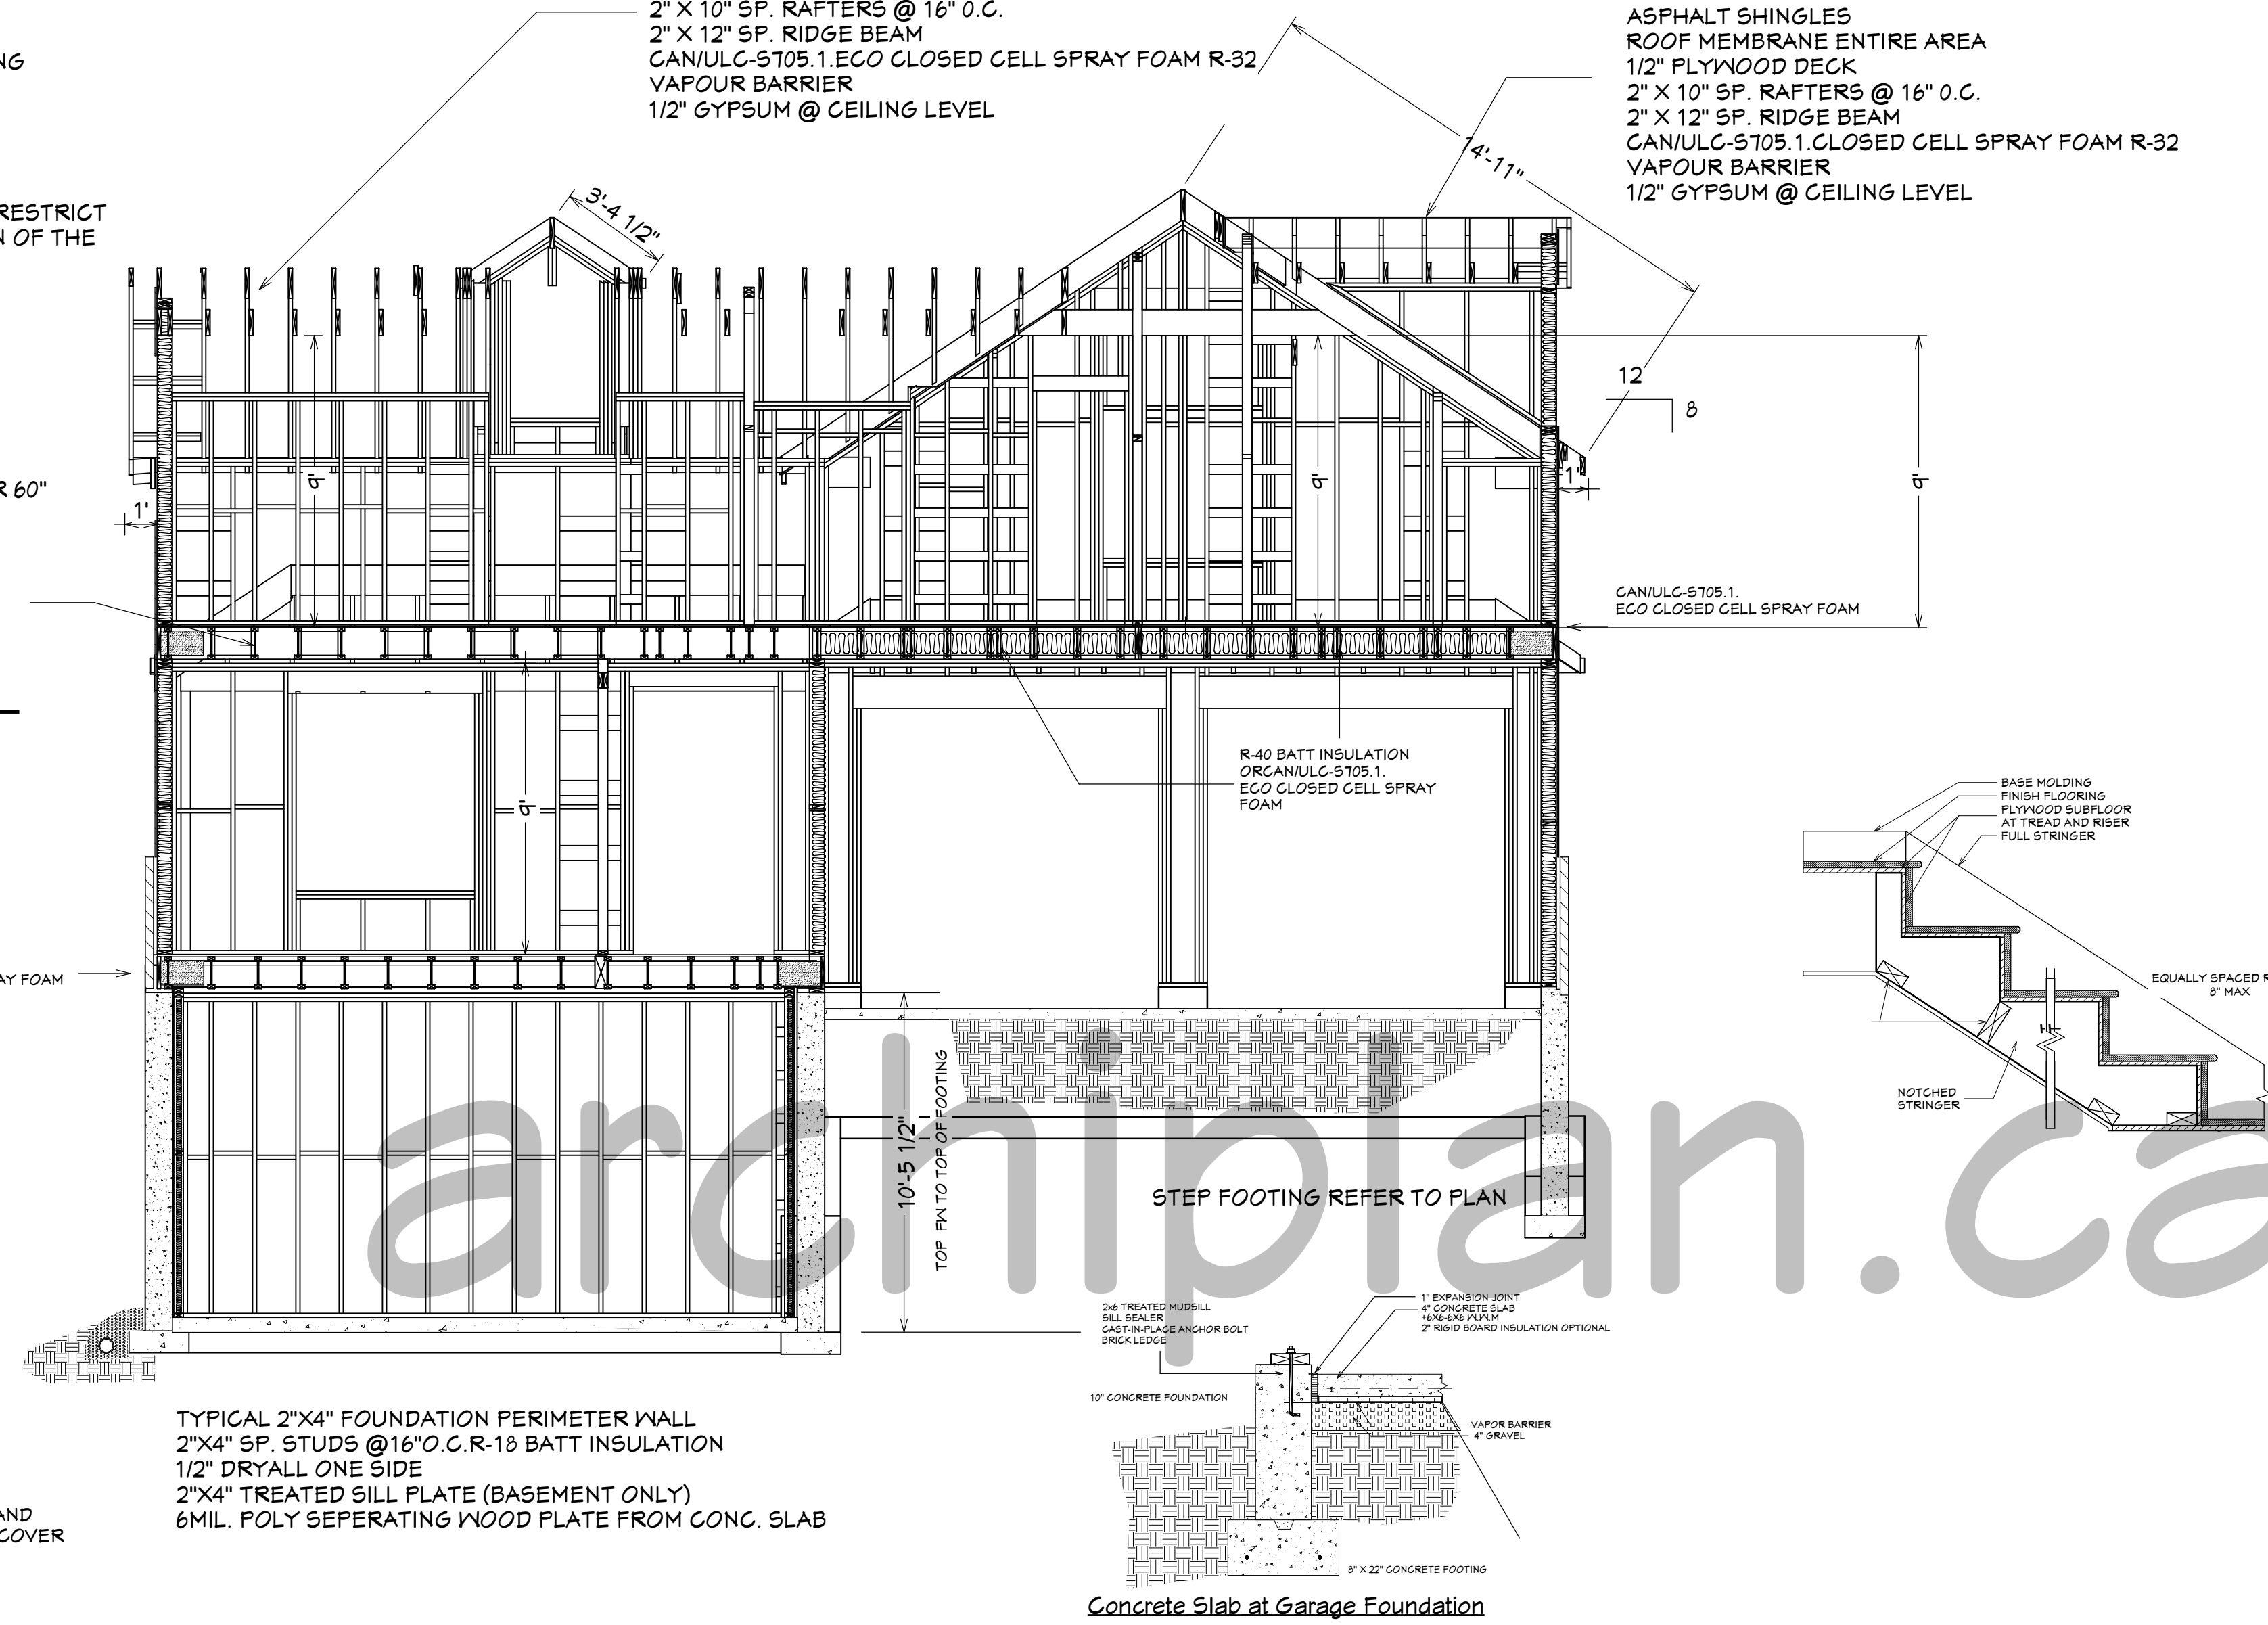 2" X 10" SP. RAFTERS @ 16" O.C.
2" X 12" SP. RIDGE BEAM
CAN/ULC-S705.1.ECO CLOSED CELL SPRAY FOAM R-32
VAPOUR BARRIER
1/2" GYPSUM @ CEILING LEVEL
ASPHALT SHINGLES
ROOF MEMBRANE ENTIRE AREA
1/2" PLYWOOD DECK
2" X 10" SP. RAFTERS @ 16" O.C.
2" X 12" SP. RIDGE BEAM
CAN/ULC-S705.1.CLOSED CELL SPRAY FOAM R-32
VAPOUR BARRIER
1/2" GYPSUM @ CEILING LEVEL
NG
RESTRICT
N OF THE
R 60"
3'-4 1/2"
14'-11"
12
8
1'
1'
9'
9'
9'
CAN/ULC-S705.1.
ECO CLOSED CELL SPRAY FOAM
R-40 BATT INSULATION
ORCAN/ULC-S705.1.
ECO CLOSED CELL SPRAY
FOAM
9'
AY FOAM
BASE MOLDING
FINISH FLOORING
PLYWOOD SUBFLOOR
AT TREAD AND RISER
FULL STRINGER
EQUALLY SPACED R
8" MAX
NOTCHED
STRINGER
10'-5 1/2"
TOP FW TO TOP OF FOOTING
STEP FOOTING REFER TO PLAN
archiplan.ca
2x6 TREATED MUDSILL
SILL SEALER
CAST-IN-PLACE ANCHOR BOLT
BRICK LEDGE
1" EXPANSION JOINT
4" CONCRETE SLAB
+6X6-6X6 W.W.M
2" RIGID BOARD INSULATION OPTIONAL
10" CONCRETE FOUNDATION
VAPOR BARRIER
4" GRAVEL
8" X 22" CONCRETE FOOTING
Concrete Slab at Garage Foundation
TYPICAL 2"X4" FOUNDATION PERIMETER WALL
2"X4" SP. STUDS @16"O.C.R-18 BATT INSULATION
1/2" DRYALL ONE SIDE
2"X4" TREATED SILL PLATE (BASEMENT ONLY)
6MIL. POLY SEPERATING WOOD PLATE FROM CONC. SLAB
AND
COVER